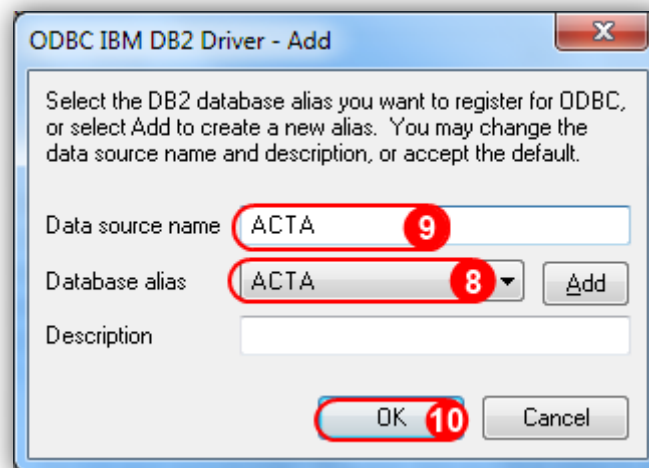 ODBC IBM DB2 Driver - Add
Select the DB2 database alias you want to register for ODBC,
or select Add to create a new alias.  You may change the
data source name and description, or accept the default.
Data source name ACTA 9
Database alias ACTA 8 Add
Description
OK 10 Cancel